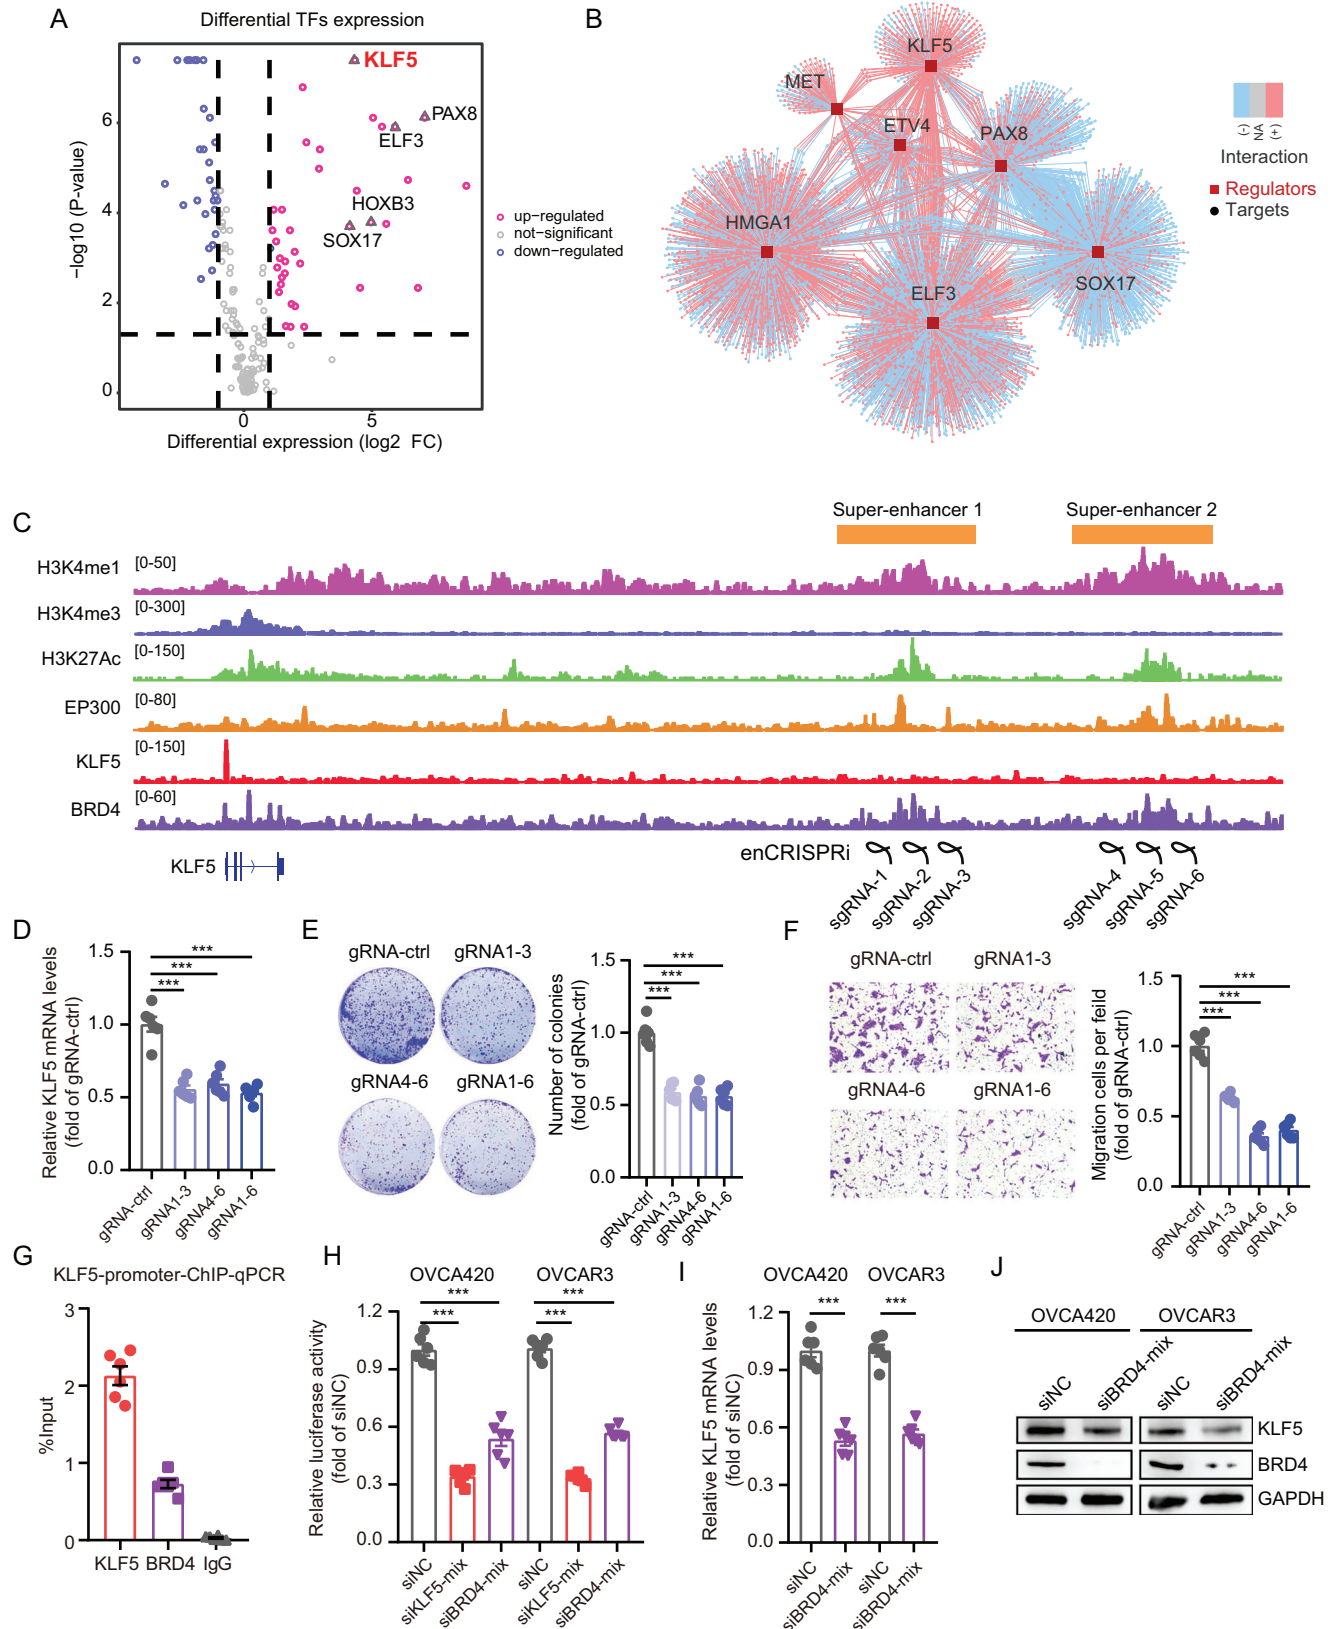 A
Differential TFs expression
KLF5
PAX8
ELF3
HOXB3
SOX17
6
4
2
0
0
5
−log10 (P-value)
Differential expression (log2 FC)
up-regulated
not-significant
down-regulated
B
KLF5
MET
ETV4
PAX8
HMGA1
ELF3
SOX17
(-)
NA
(+)
Interaction
Regulators
Targets
C
Super-enhancer 1
Super-enhancer 2
H3K4me1
[0-50]
H3K4me3
[0-300]
H3K27Ac
[0-150]
EP300
[0-80]
KLF5
[0-150]
BRD4
[0-60]
KLF5
enCRISPRi
sgRNA-1
sgRNA-2
sgRNA-3
sgRNA-4
sgRNA-5
sgRNA-6
D
Relative KLF5 mRNA levels
(fold of gRNA-ctrl)
1.5
1.0
0.5
0.0
***
***
***
gRNA-ctrl
gRNA1-3
gRNA4-6
gRNA1-6
E
gRNA-ctrl
gRNA1-3
gRNA4-6
gRNA1-6
Number of colonies
(fold of gRNA-ctrl)
1.5
1.0
0.5
0.0
***
***
***
gRNA-ctrl
gRNA1-3
gRNA4-6
gRNA1-6
F
gRNA-ctrl
gRNA1-3
gRNA4-6
gRNA1-6
Migration cells per feild
(fold of gRNA-ctrl)
1.5
1.0
0.5
0.0
***
***
***
gRNA-ctrl
gRNA1-3
gRNA4-6
gRNA1-6
G
KLF5-promoter-ChIP-qPCR
%Input
3
2
1
0
KLF5 BRD4 IgG
H
OVCA420
OVCAR3
Relative luciferase activity
(fold of siNC)
1.2
0.9
0.6
0.3
0.0
***
***
***
***
siNC
siKLF5-mix
siBRD4-mix
siNC
siKLF5-mix
siBRD4-mix
I
OVCA420 OVCAR3
Relative KLF5 mRNA levels
(fold of siNC)
1.2
0.9
0.6
0.3
0.0
***
***
siNC
siBRD4-mix
siNC
siBRD4-mix
J
OVCA420
OVCAR3
siNC
siBRD4-mix
siNC
siBRD4-mix
KLF5
BRD4
GAPDH